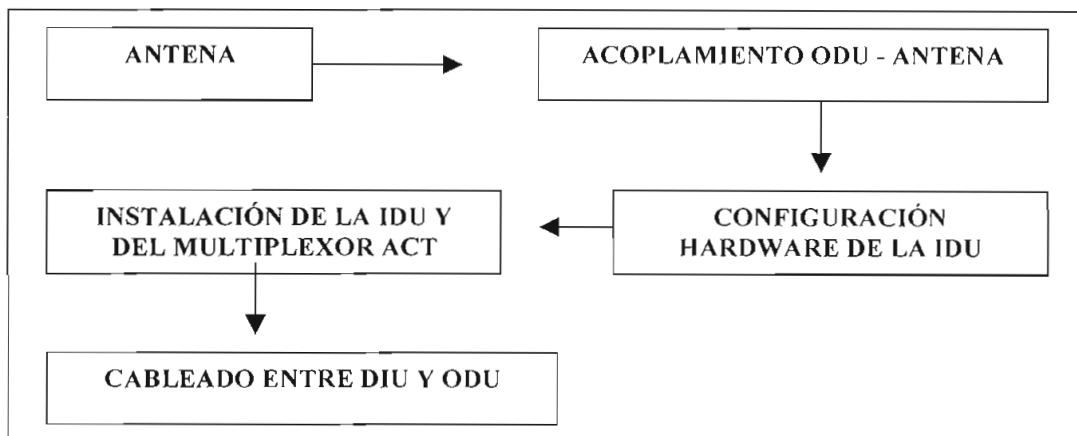 ANTENA
ACOPLAMIENTO ODU - ANTENA
CONFIGURACIÓN
HARDWARE DE LA IDU
INSTALACIÓN DE LA IDU Y
DEL MULTIPLEXOR ACT
CABLEADO ENTRE DIU Y ODU